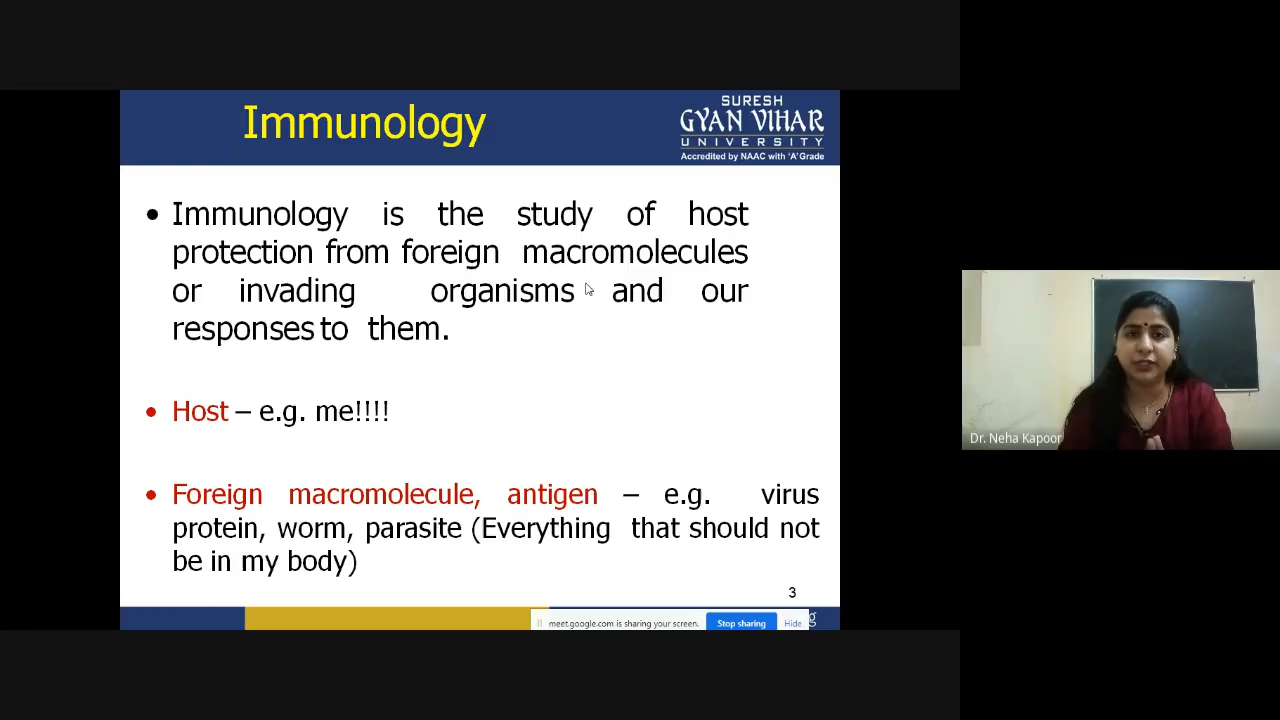 Immunology
SURESH
GYAN VIHAR
UNIVERSITY
Accredited by NAAC with 'A' Grade
• Immunology is the study of host
protection from foreign macromolecules
or invading organisms and our
responses to them.
• Host – e.g. me!!!!
• Foreign macromolecule, antigen – e.g. virus
protein, worm, parasite (Everything that should not
be in my body)
3
meet.google.com is sharing your screen.
Stop sharing
Hide
Dr. Neha Kapoor